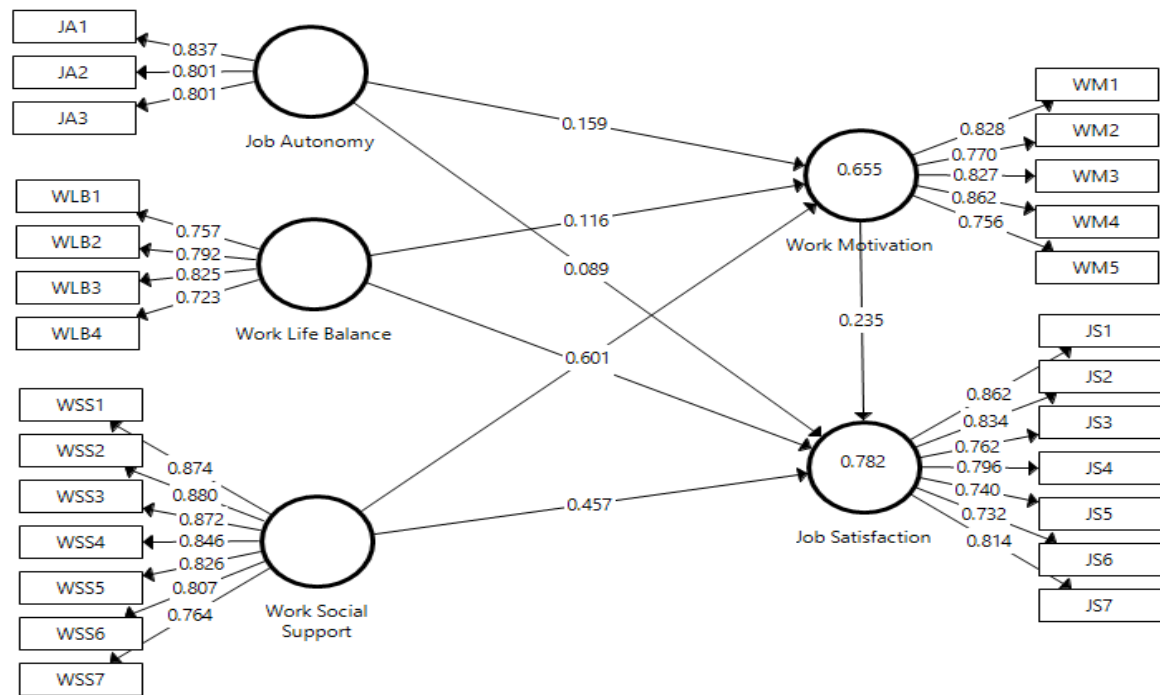 JA1
0.837
JA2
0.801
JA3
0.801
Job Autonomy
WLB1
0.757
WLB2
0.792
WLB3
0.825
WLB4
0.723
Work Life Balance
WSS1
0.874
WSS2
0.880
WSS3
0.872
WSS4
0.846
WSS5
0.826
WSS6
0.807
WSS7
0.764
Work Social
Support
0.159
0.116
0.089
0.601
0.457
0.235
0.655
Work Motivation
WM1
0.828
WM2
0.770
WM3
0.827
WM4
0.862
WM5
0.756
0.782
Job Satisfaction
JS1
0.862
JS2
0.834
JS3
0.762
JS4
0.796
JS5
0.740
JS6
0.732
JS7
0.814